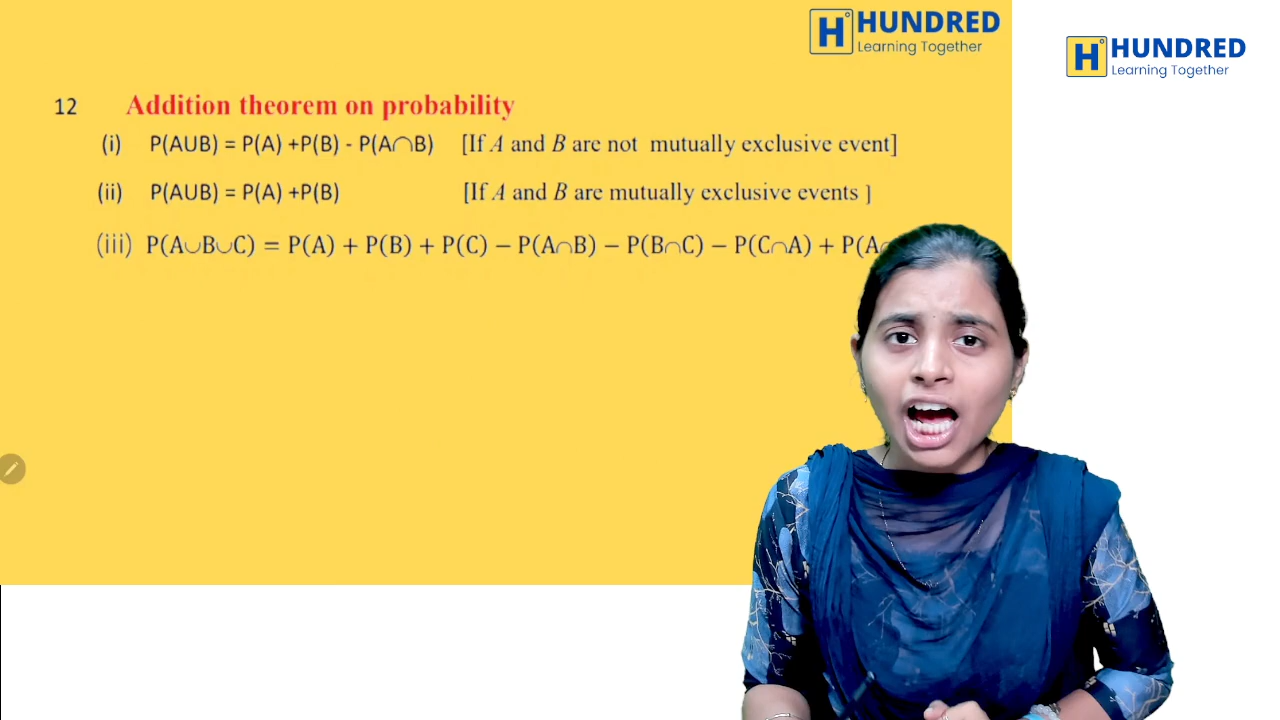 HUNDRED
Learning Together
HUNDRED
Learning Together
12 Addition theorem on probability
(i) P(AUB) = P(A) +P(B) - P(A∩B) [If A and B are not mutually exclusive event]
(ii) P(AUB) = P(A) +P(B) [If A and B are mutually exclusive events ]
(iii) P(A∪B∪C) = P(A) + P(B) + P(C) − P(A∩B) − P(B∩C) − P(C∩A) + P(A∩